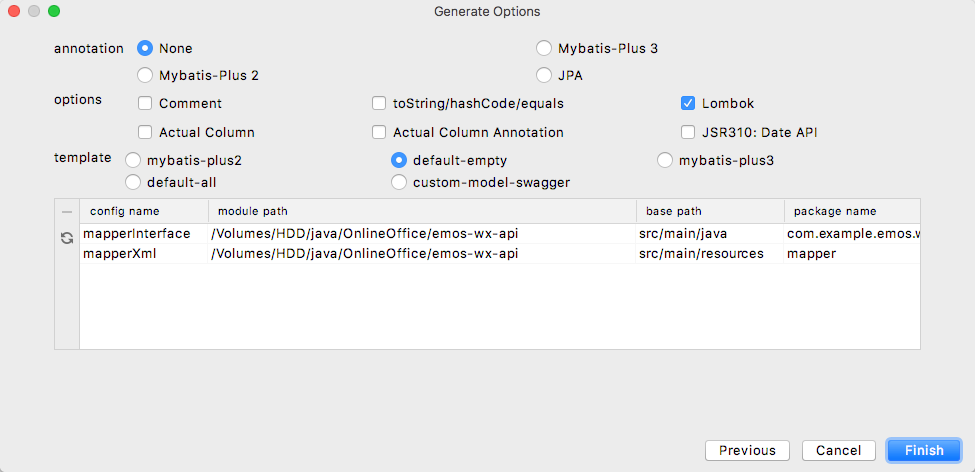 Generate Options
annotation None Mybatis-Plus 3
Mybatis-Plus 2 JPA
options Comment toString/hashCode/equals Lombok
Actual Column Actual Column Annotation JSR310: Date API
template mybatis-plus2 default-empty mybatis-plus3
default-all custom-model-swagger
config name module path base path package name
mapperInterface /Volumes/HDD/java/OnlineOffice/emos-wx-api src/main/java com.example.emos.w
mapperXml /Volumes/HDD/java/OnlineOffice/emos-wx-api src/main/resources mapper
Previous Cancel Finish